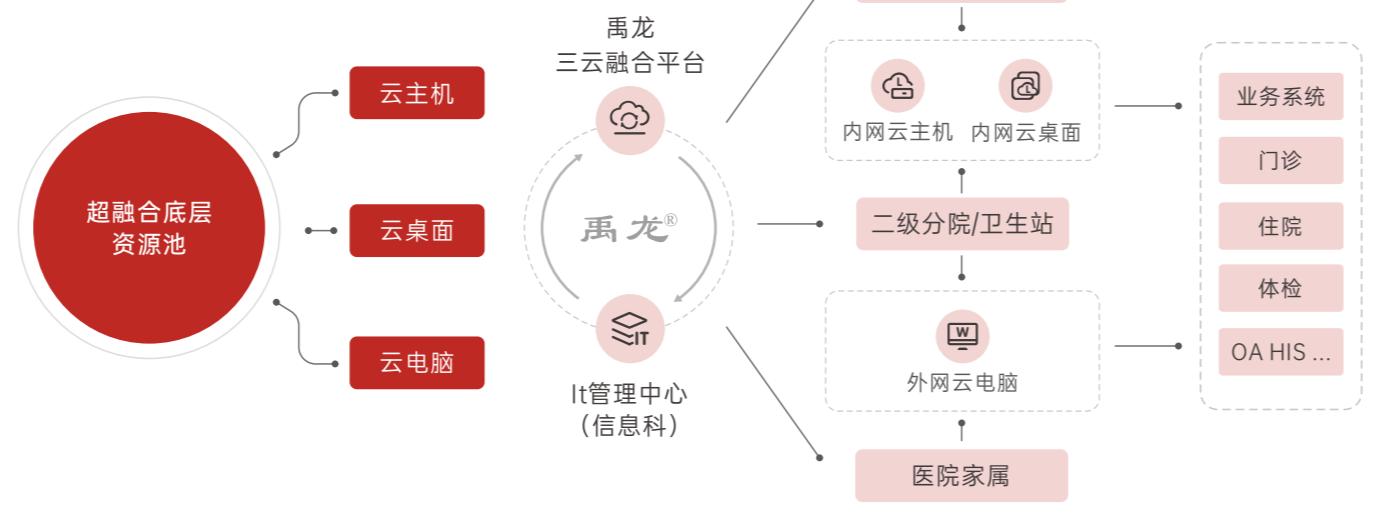 超融合底层
资源池
云主机
云桌面
云电脑
禹龙
三云融合平台
禹龙®
IT
It管理中心
（信息科）
内网云主机
内网云桌面
二级分院/卫生站
W
外网云电脑
医院家属
业务系统
门诊
住院
体检
OA HIS ...